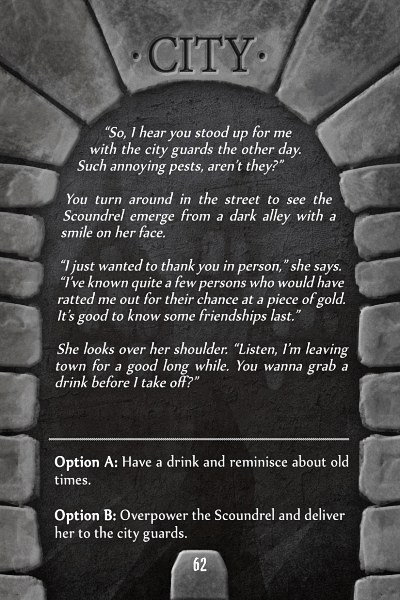 · CITY ·
“So, I hear you stood up for me
with the city guards the other day.
Such annoying pests, aren’t they?”
You turn around in the street to see the
Scoundrel emerge from a dark alley with a
smile on her face.
“I just wanted to thank you in person,” she says.
“I’ve known quite a few persons who would have
ratted me out for their chance at a piece of gold.
It’s good to know some friendships last.”
She looks over her shoulder. “Listen, I’m leaving
town for a good long while. You wanna grab a
drink before I take off?”
Option A: Have a drink and reminisce about old
times.
Option B: Overpower the Scoundrel and deliver
her to the city guards.
62